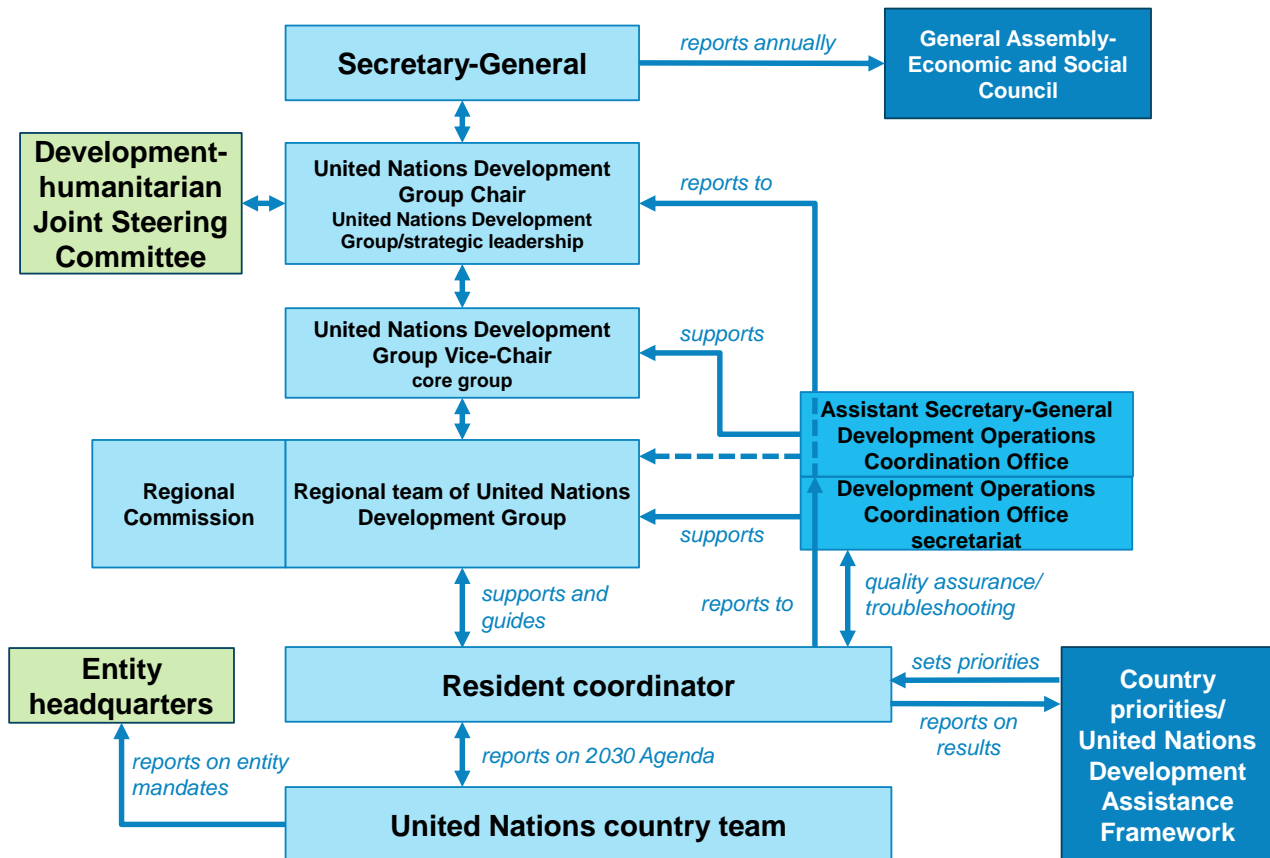 Secretary-General
reports annually
General Assembly-
Economic and Social
Council
Development-
humanitarian
Joint Steering
Committee
United Nations Development
Group Chair
United Nations Development
Group/strategic leadership
reports to
United Nations Development
Group Vice-Chair
core group
supports
Assistant Secretary-General
Development Operations
Coordination Office
Regional
Commission
Regional team of United Nations
Development Group
supports
Development Operations
Coordination Office
secretariat
supports and
guides
reports to
quality assurance/
troubleshooting
Entity
headquarters
Resident coordinator
sets priorities
reports on
results
Country
priorities/
United Nations
Development
Assistance
Framework
reports on entity
mandates
reports on 2030 Agenda
United Nations country team